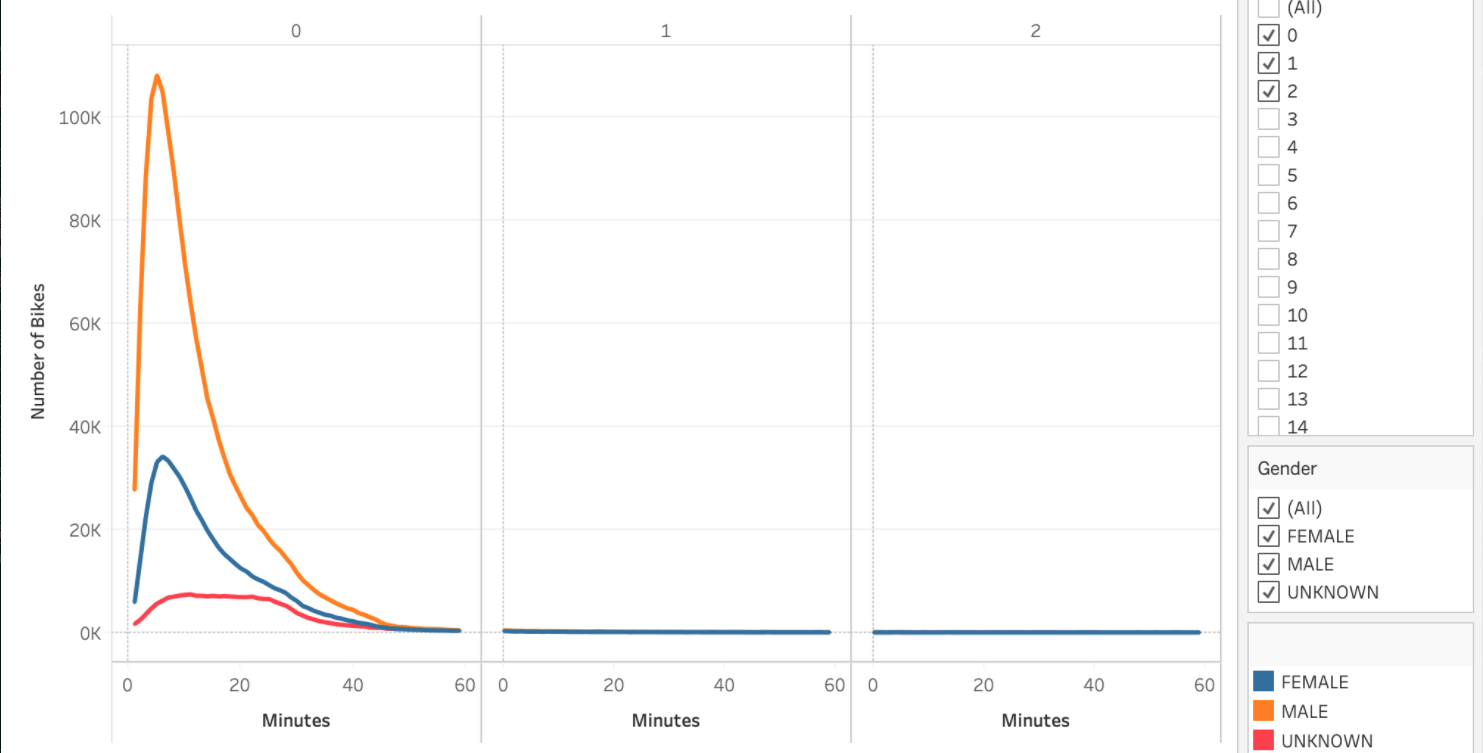 0 1 2
100K
80K
60K
40K
20K
0K
Number of Bikes
0 20 40 60 0 20 40 60 0 20 40 60
Minutes Minutes Minutes
(All)
0
1
2
3
4
5
6
7
8
9
10
11
12
13
14
Gender
(All)
FEMALE
MALE
UNKNOWN
FEMALE
MALE
UNKNOWN